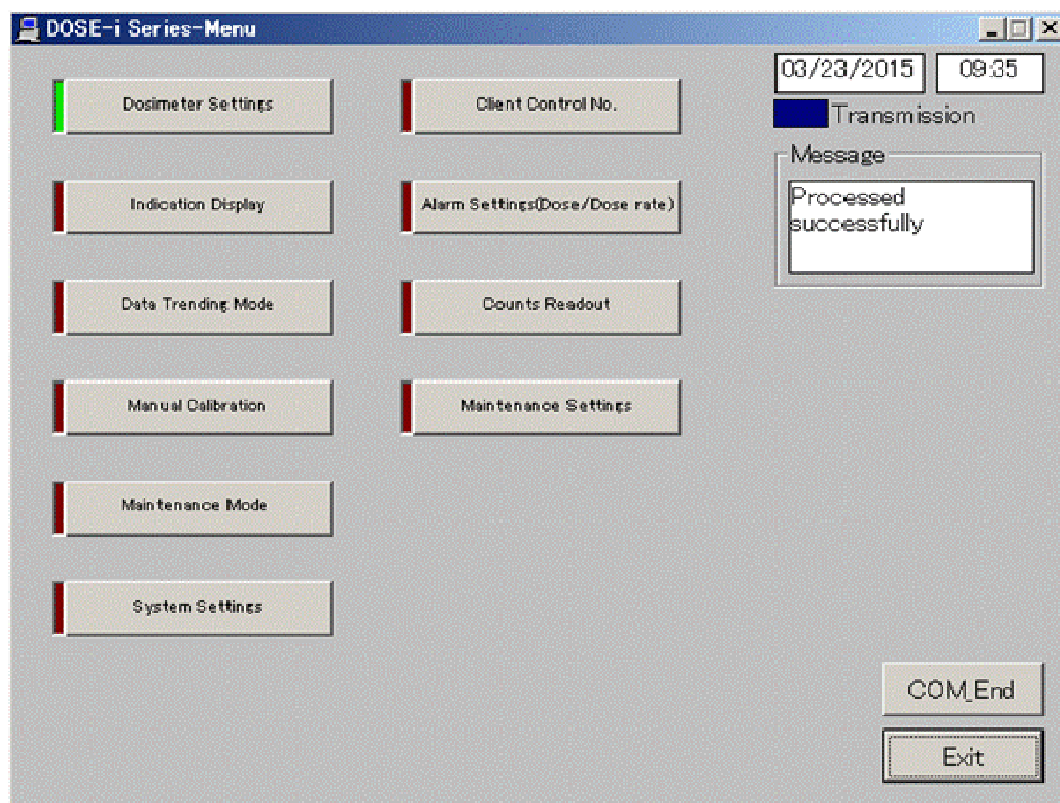 DOSE-i Series-Menu
Dosimeter Settings
Indication Display
Data Trending Mode
Manual Calibration
Maintenance Mode
System Settings
Client Control No.
Alarm Settings(Dose/Dose rate)
Counts Readout
Maintenance Settings
03/23/2015
09:35
Transmission
Message
Processed
successfully
COM_End
Exit